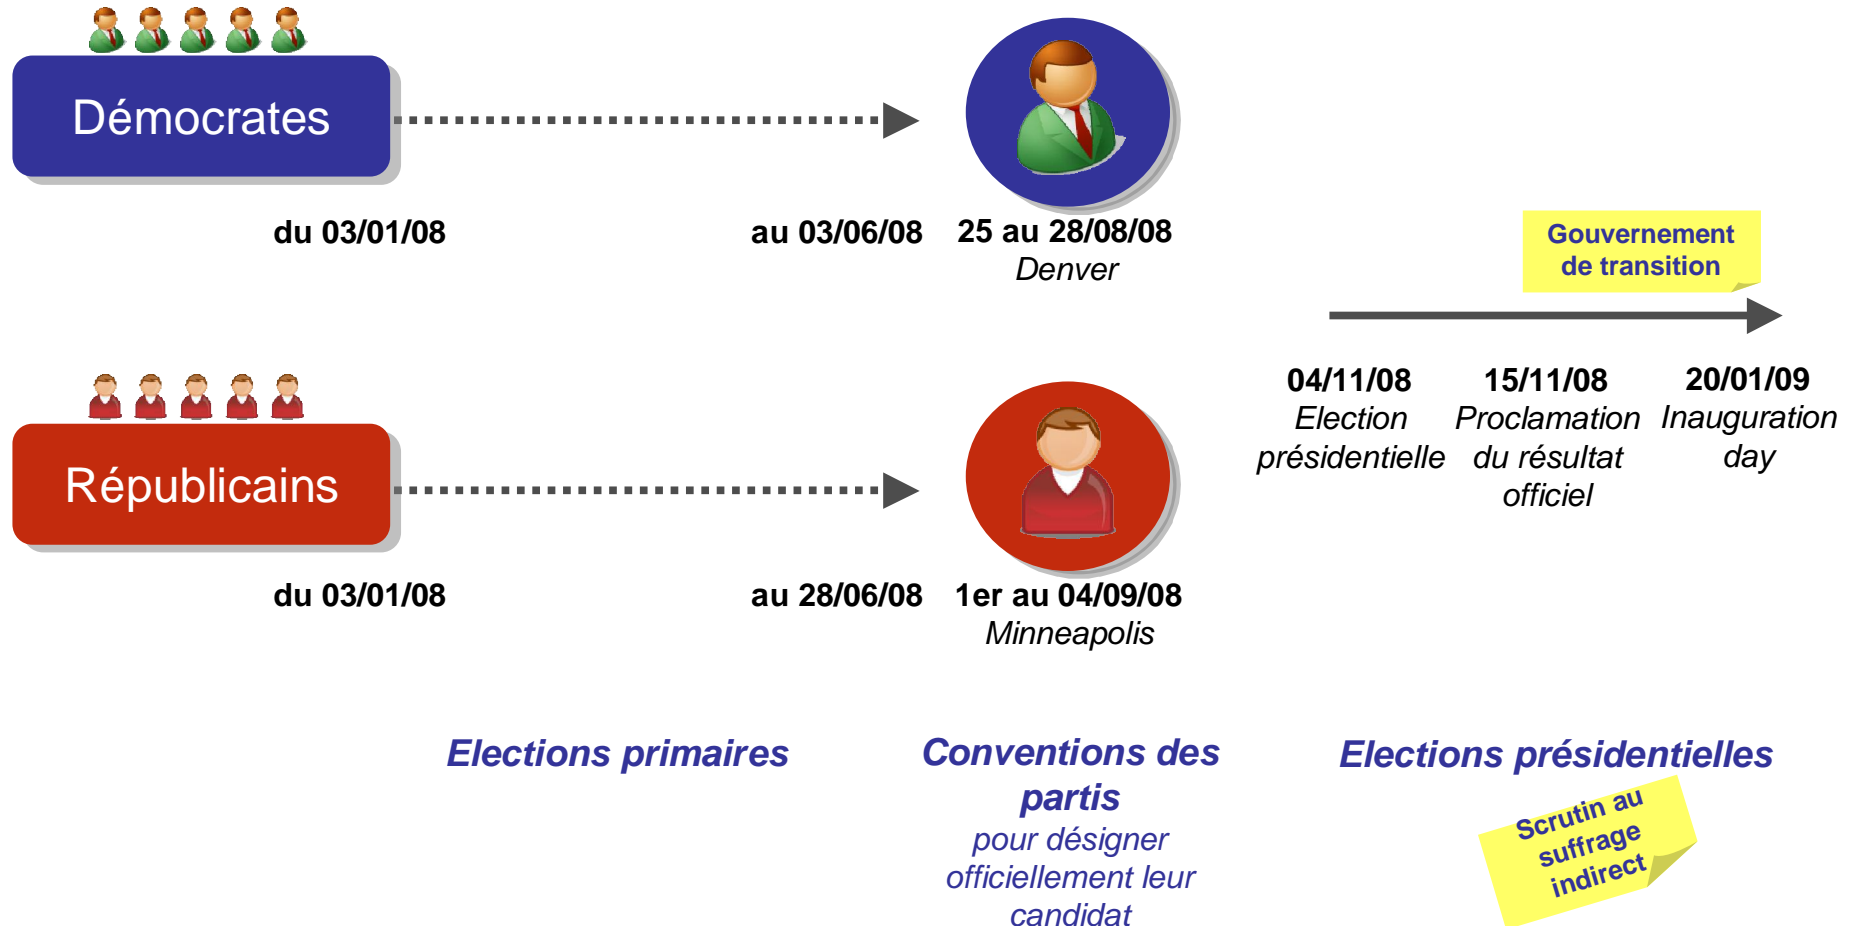 Démocrates
du 03/01/08
au 03/06/08
25 au 28/08/08
Denver
Républicains
du 03/01/08
au 28/06/08
1er au 04/09/08
Minneapolis
Gouvernement
de transition
04/11/08
Election
présidentielle
15/11/08
Proclamation
du résultat
officiel
20/01/09
Inauguration
day
Elections primaires
Conventions des
partis
pour désigner
officiellement leur
candidat
Elections présidentielles
Scrutin au
suffrage
indirect